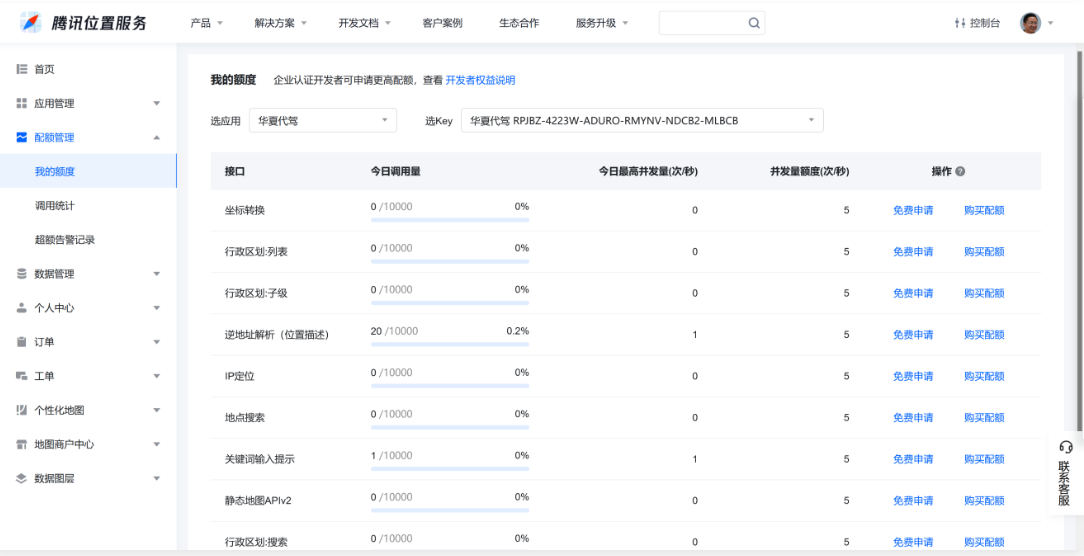 腾讯位置服务 产品 解决方案 开发文档 客户案例 生态合作 服务升级 控制台
首页
应用管理
配额管理
我的额度
调用统计
超额告警记录
数据管理
个人中心
订单
工单
个性化地图
地图商户中心
数据图层
我的额度 企业认证开发者可申请更高配额，查看 开发者权益说明
选应用 华夏代驾 选Key 华夏代驾 RPJBZ-4223W-ADURO-RMYNV-NDCB2-MLBCB
接口 今日调用量 今日最高并发量(次/秒) 并发量额度(次/秒) 操作 ?
坐标转换 0 /10000 0% 0 5 免费申请 购买配额
行政区划:列表 0 /10000 0% 0 5 免费申请 购买配额
行政区划:子级 0 /10000 0% 0 5 免费申请 购买配额
逆地址解析（位置描述） 20 /10000 0.2% 1 5 免费申请 购买配额
IP定位 0 /10000 0% 0 5 免费申请 购买配额
地点搜索 0 /10000 0% 0 5 免费申请 购买配额
关键词输入提示 1 /10000 0% 1 5 免费申请 购买配额
静态地图APIv2 0 /10000 0% 0 5 免费申请 购买配额
行政区划:搜索 0 /10000 0% 0 5 免费申请 购买配额
联系客服